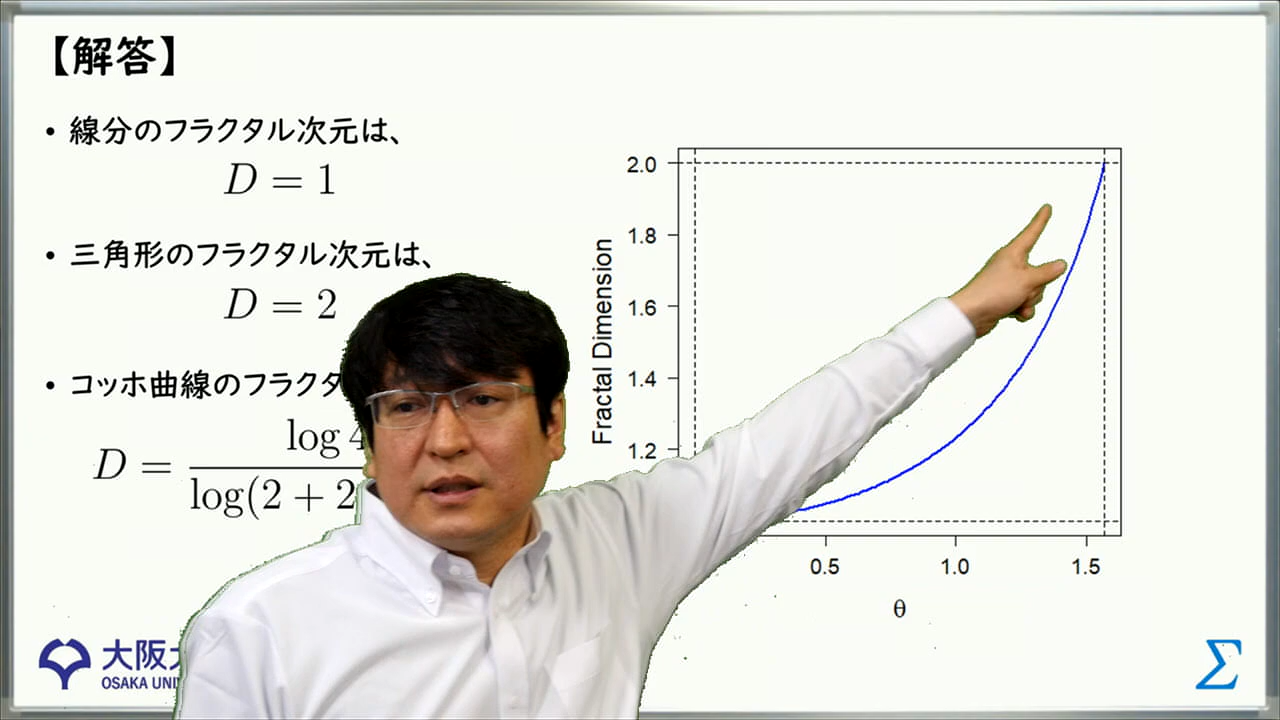 【解答】
• 線分のフラクタル次元は、
D = 1
• 三角形のフラクタル次元は、
D = 2
• コッホ曲線のフラクタ
D = log 4 / log(2 + 2
Fractal Dimension
2.0
1.8
1.6
1.4
1.2
0.5 1.0 1.5
θ
大阪
OSAKA UNI
Σ